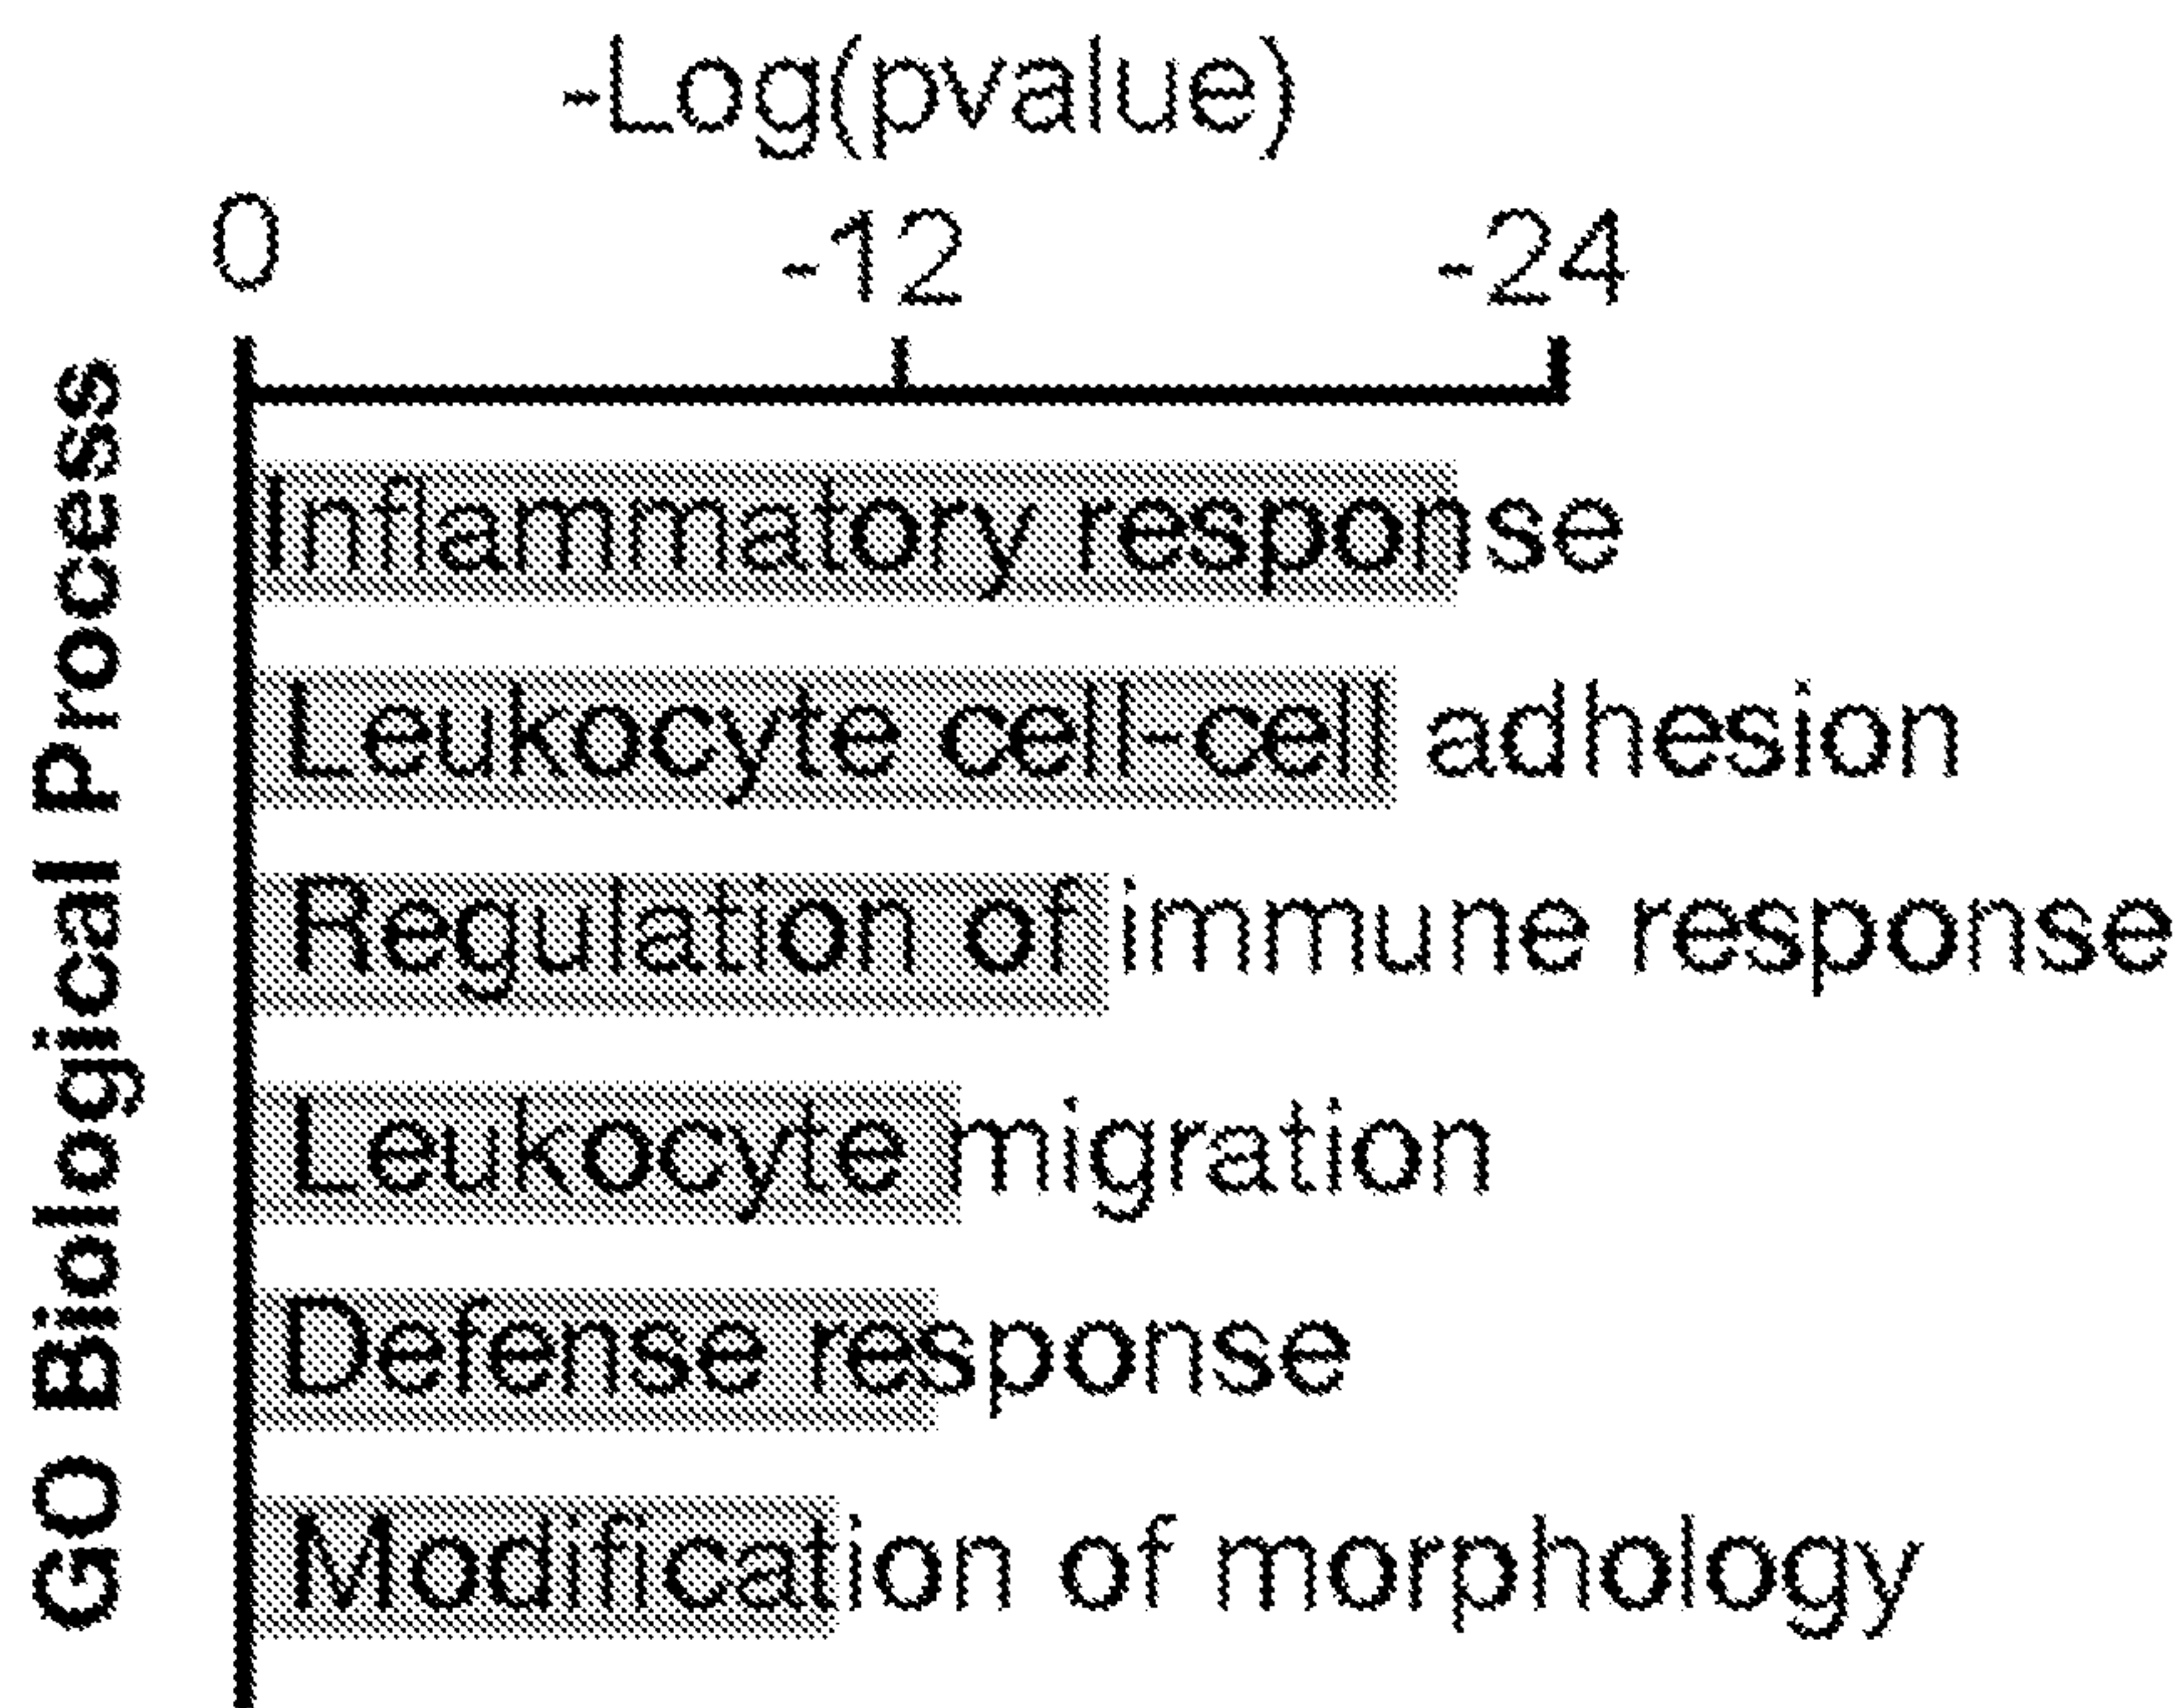 -Log(pvalue)
0 -12 -24
GO Biological Process
Inflammatory response
Leukocyte cell-cell adhesion
Regulation of immune response
Leukocyte migration
Defense response
Modification of morphology